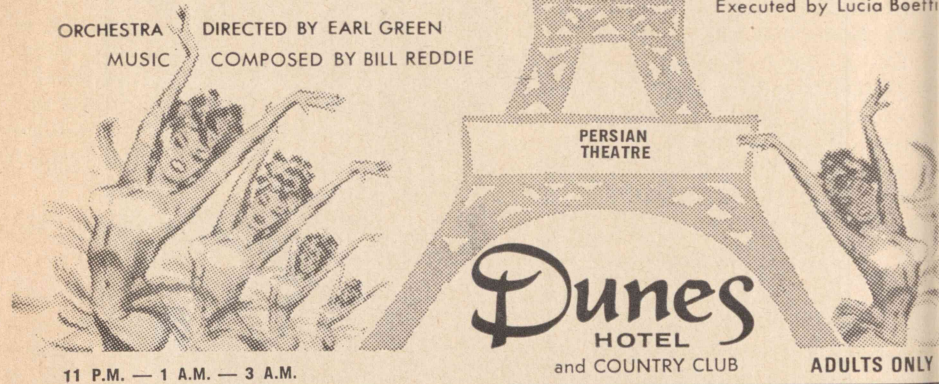 Executed by Lucia Boetti
ORCHESTRA DIRECTED BY EARL GREEN
MUSIC COMPOSED BY BILL REDDIE
PERSIAN
THEATRE
Dunes
HOTEL
and COUNTRY CLUB
11 P.M. — 1 A.M. — 3 A.M.
ADULTS ONLY